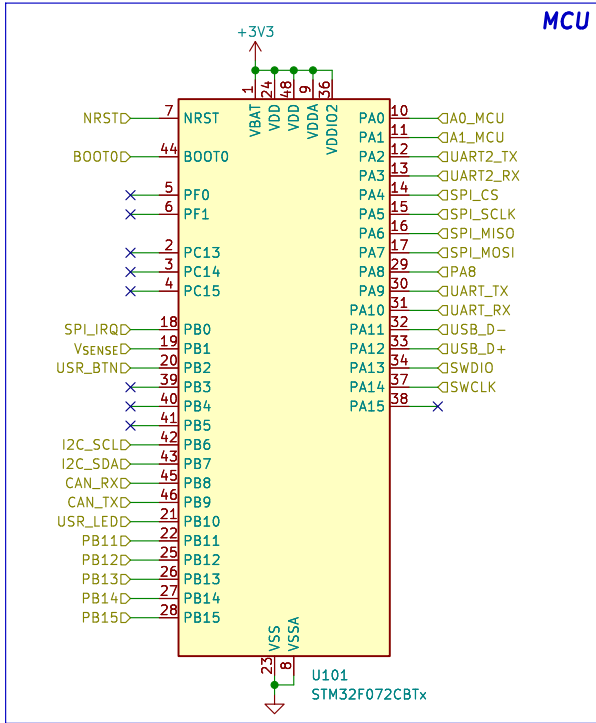 MCU
+3V3
1 24 48 9 36
VBAT VDD VDD VDDA VDDIO2
NRST 7 NRST PA0 10 A0_MCU
PA1 11 A1_MCU
BOOT0 44 BOOT0 PA2 12 UART2_TX
PA3 13 UART2_RX
5 PF0 PA4 14 SPI_CS
6 PF1 PA5 15 SPI_SCLK
PA6 16 SPI_MISO
2 PC13 PA7 17 SPI_MOSI
3 PC14 PA8 29 PA8
4 PC15 PA9 30 UART_TX
PA10 31 UART_RX
SPI_IRQ 18 PB0 PA11 32 USB_D-
VSENSE 19 PB1 PA12 33 USB_D+
USR_BTN 20 PB2 PA13 34 SWDIO
39 PB3 PA14 37 SWCLK
40 PB4 PA15 38
41 PB5
I2C_SCL 42 PB6
I2C_SDA 43 PB7
CAN_RX 45 PB8
CAN_TX 46 PB9
USR_LED 21 PB10
PB11 22 PB11
PB12 25 PB12
PB13 26 PB13
PB14 27 PB14
PB15 28 PB15
VSS VSSA
23 8
U101
STM32F072CBTx